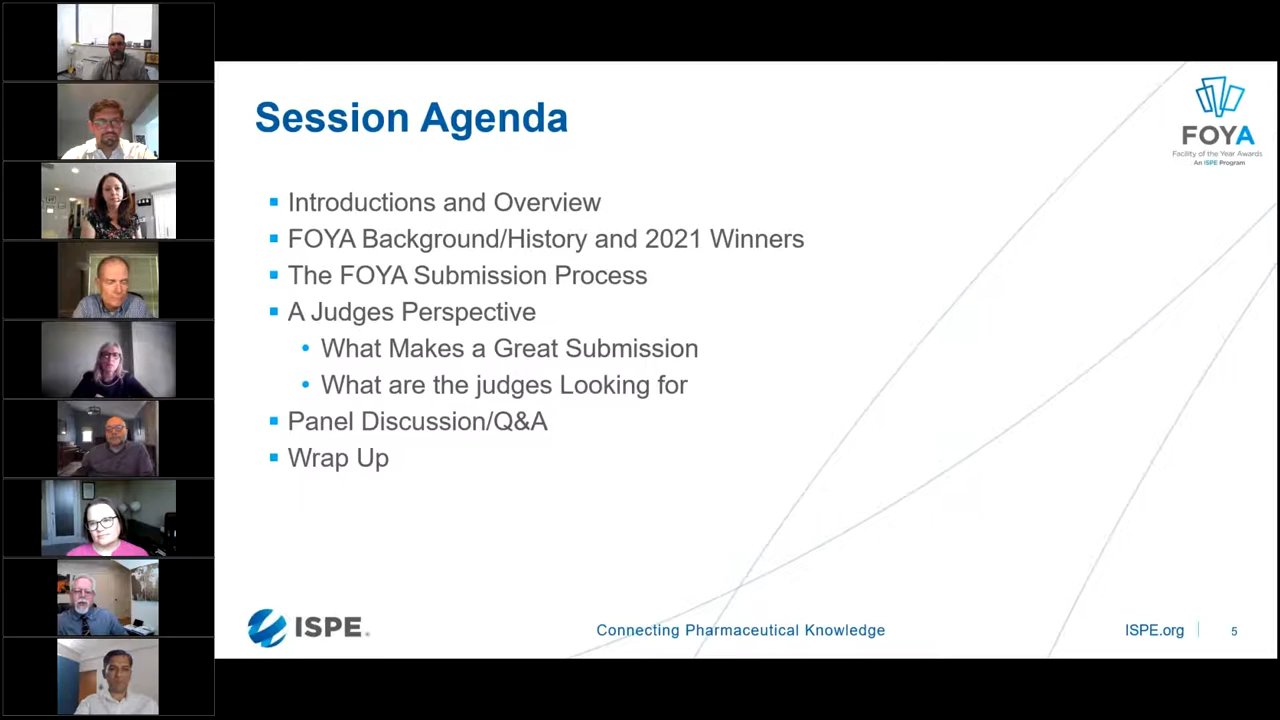 Session Agenda
FOYA
Facility of the Year Awards
An ISPE Program
Introductions and Overview
FOYA Background/History and 2021 Winners
The FOYA Submission Process
A Judges Perspective
What Makes a Great Submission
What are the judges Looking for
Panel Discussion/Q&A
Wrap Up
ISPE®
Connecting Pharmaceutical Knowledge
ISPE.org
5